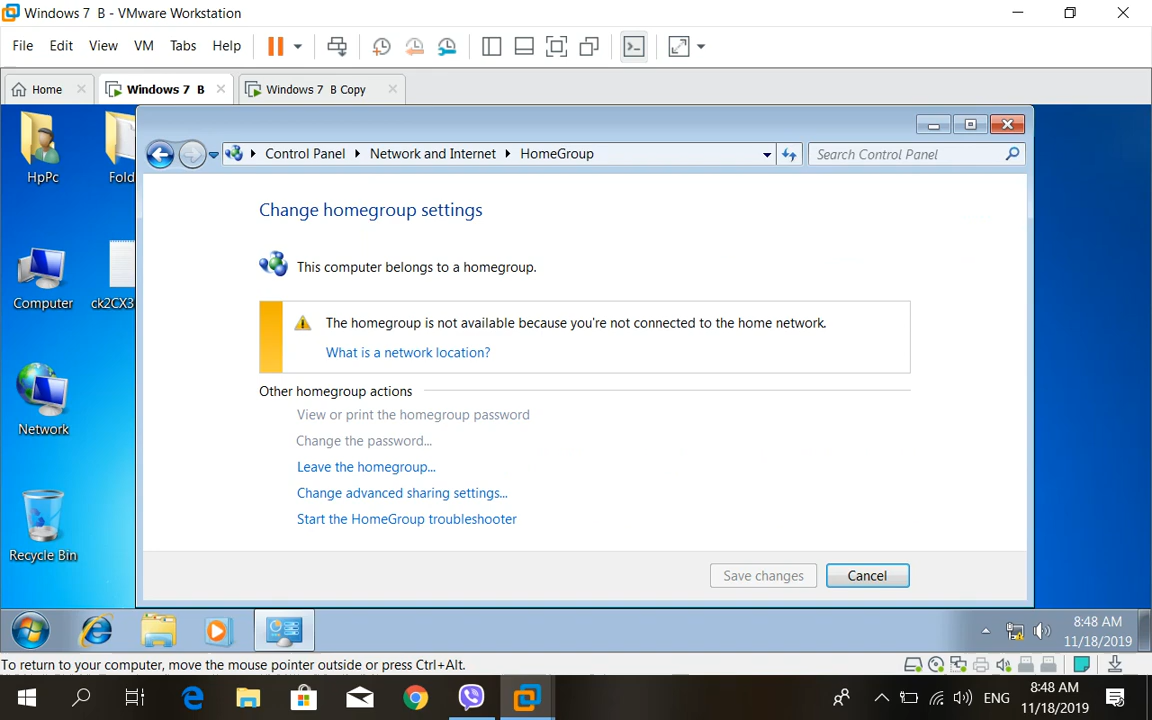 Windows 7 B - VMware Workstation
File Edit View VM Tabs Help
Home Windows 7 B Windows 7 B Copy
Control Panel Network and Internet HomeGroup Search Control Panel
HpPc Fold
Change homegroup settings
This computer belongs to a homegroup.
Computer ck2CX3
The homegroup is not available because you're not connected to the home network.
What is a network location?
Other homegroup actions
View or print the homegroup password
Network
Change the password...
Leave the homegroup...
Change advanced sharing settings...
Start the HomeGroup troubleshooter
Recycle Bin
Save changes Cancel
8:48 AM
11/18/2019
To return to your computer, move the mouse pointer outside or press Ctrl+Alt.
ENG 8:48 AM
11/18/2019